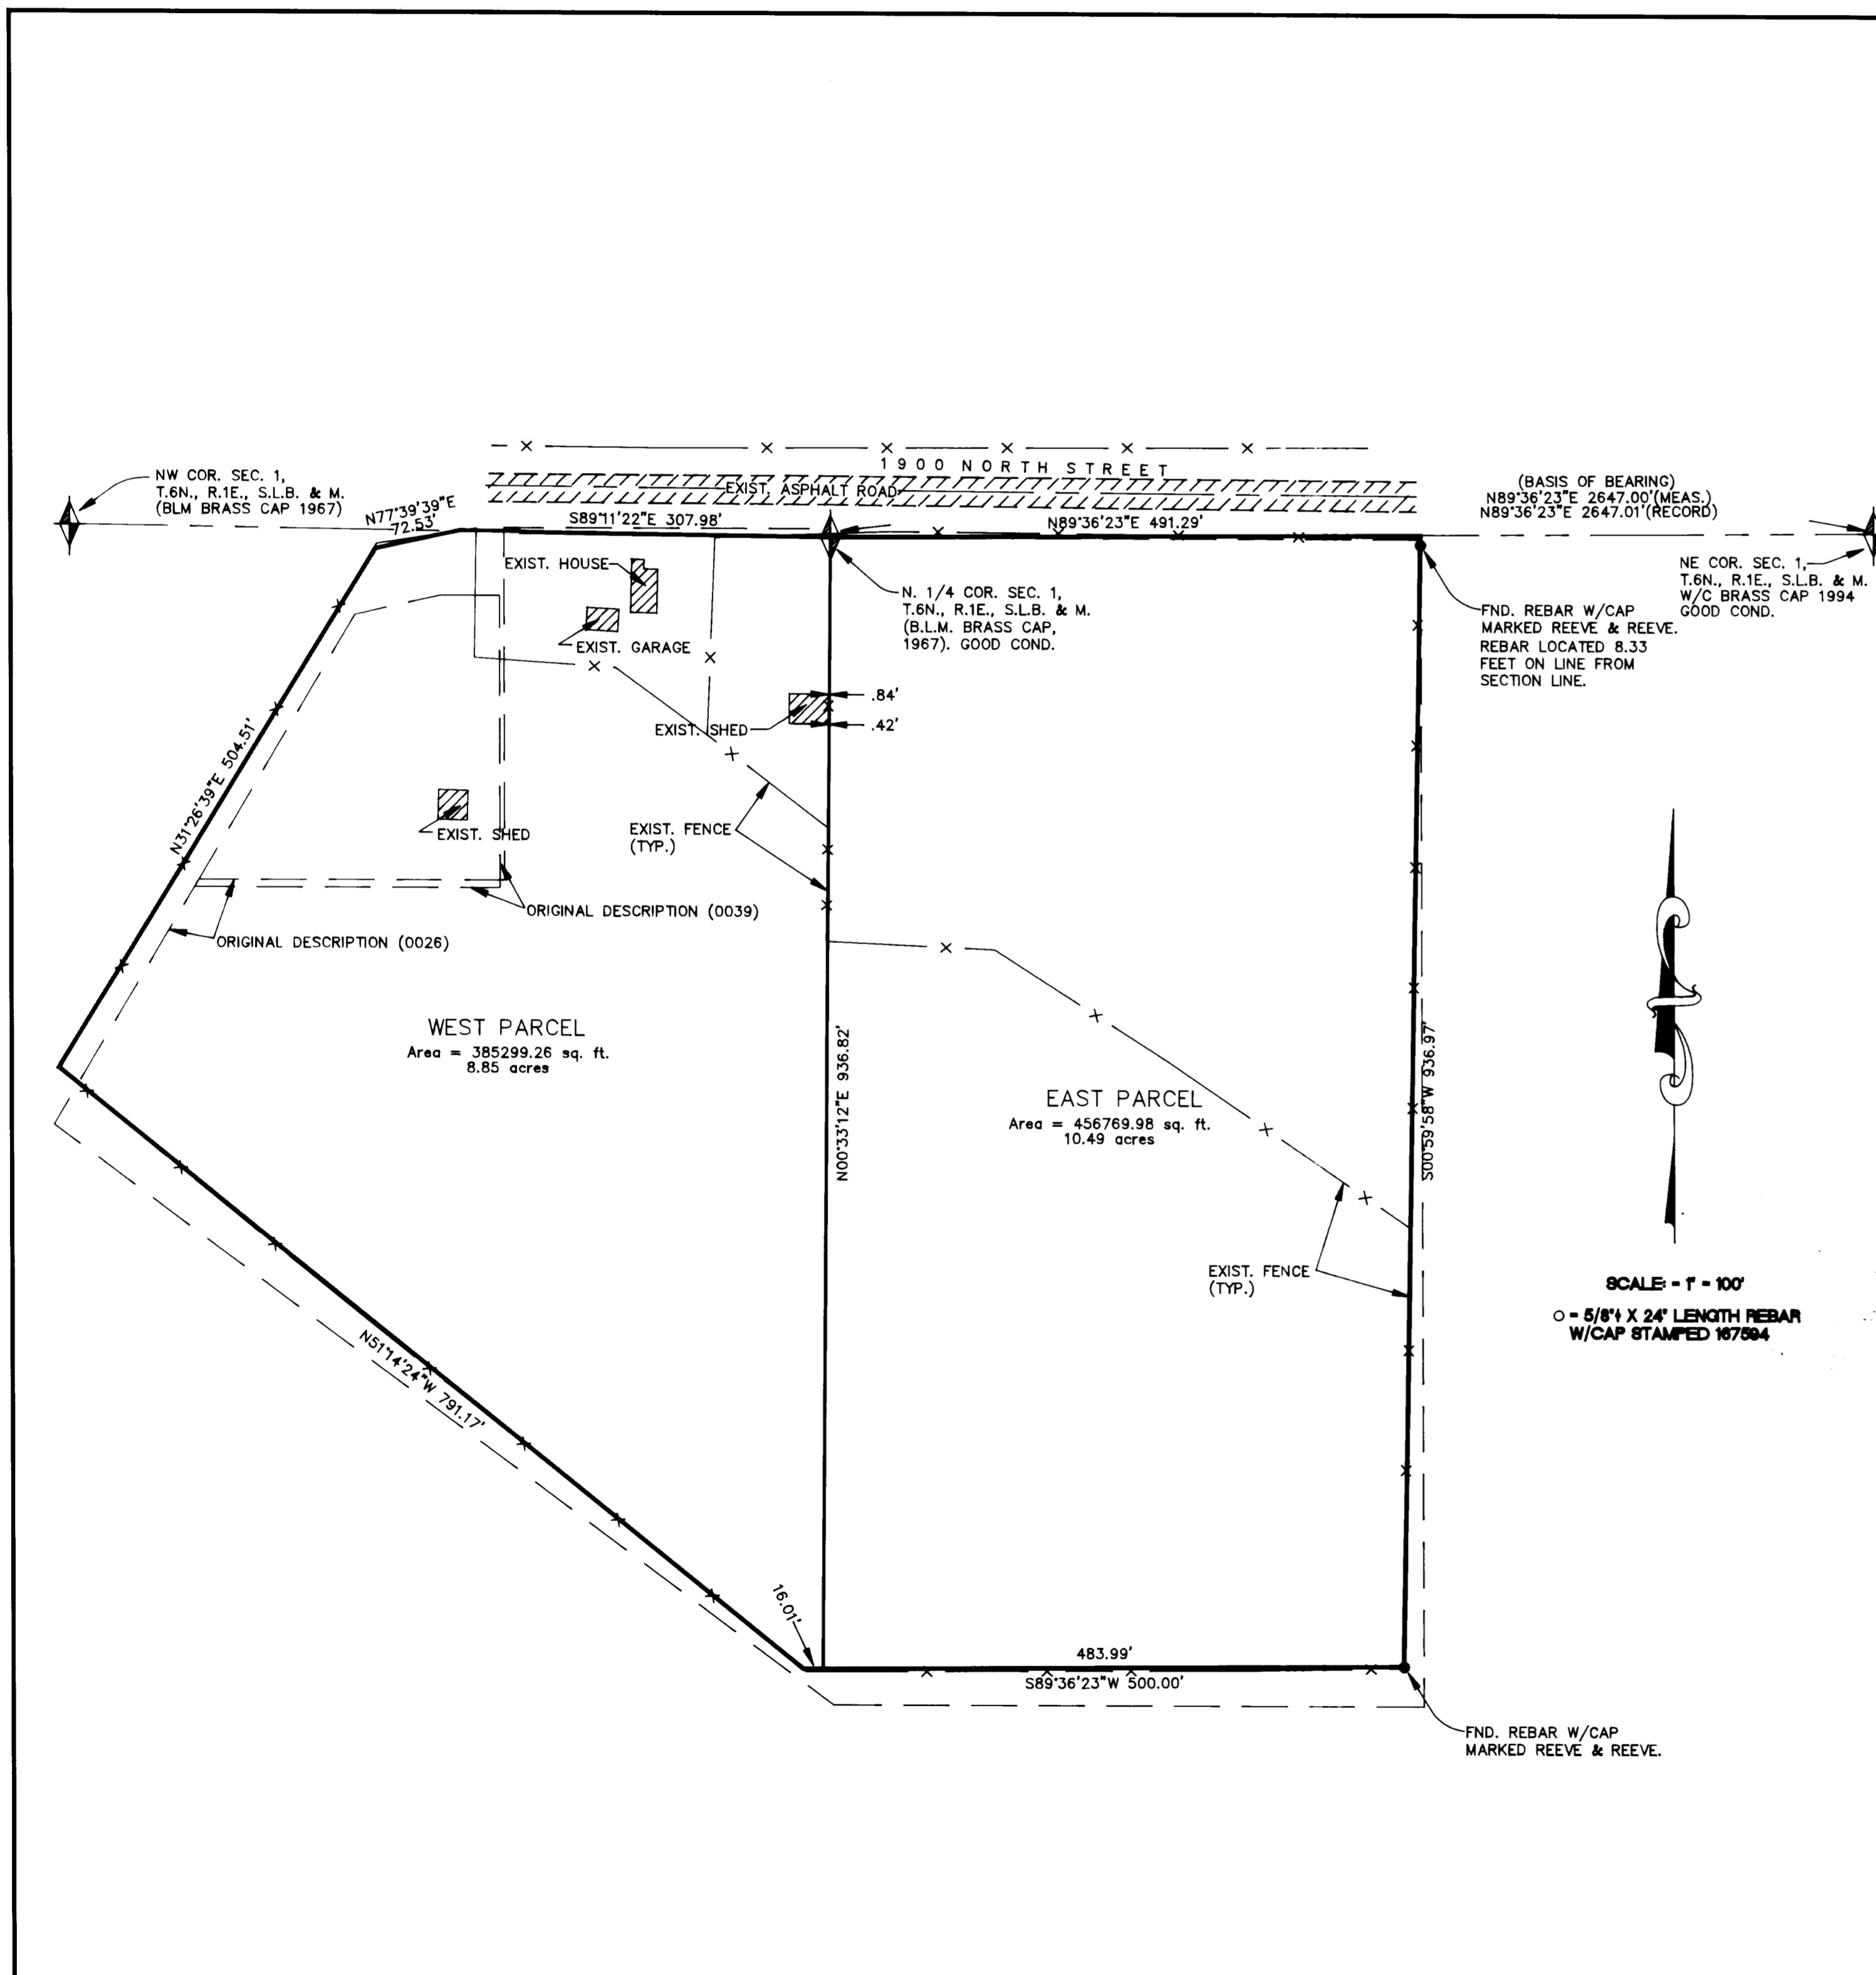 1900 NORTH STREET
EXIST. ASPHALT ROAD
NW COR. SEC. 1,
T.6N., R.1E., S.L.B. & M.
(BLM BRASS CAP 1967)
N77°39'39"E
72.53'
S89°11'22"E 307.98'
N89°36'23"E 491.29'
(BASIS OF BEARING)
N89°36'23"E 2647.00'(MEAS.)
N89°36'23"E 2647.01'(RECORD)
NE COR. SEC. 1,
T.6N., R.1E., S.L.B. & M.
W/C BRASS CAP 1994
GOOD COND.
EXIST. HOUSE
EXIST. GARAGE
N. 1/4 COR. SEC. 1,
T.6N., R.1E., S.L.B. & M.
(B.L.M. BRASS CAP,
1967). GOOD COND.
FND. REBAR W/CAP
MARKED REEVE & REEVE.
REBAR LOCATED 8.33
FEET ON LINE FROM
SECTION LINE.
.84'
.42'
EXIST. SHED
N31°26'39"E 504.51'
EXIST. SHED
EXIST. FENCE
(TYP.)
ORIGINAL DESCRIPTION (0039)
ORIGINAL DESCRIPTION (0026)
WEST PARCEL
Area = 385299.26 sq. ft.
8.85 acres
N00°33'12"E 936.82'
EAST PARCEL
Area = 456769.98 sq. ft.
10.49 acres
S00°59'58"W 936.97'
EXIST. FENCE
(TYP.)
SCALE: - 1" = 100'
○ = 5/8"ϕ X 24" LENGTH REBAR
W/CAP STAMPED 167594
N51°14'24"W 791.17'
16.01'
483.99'
S89°36'23"W 500.00'
FND. REBAR W/CAP
MARKED REEVE & REEVE.